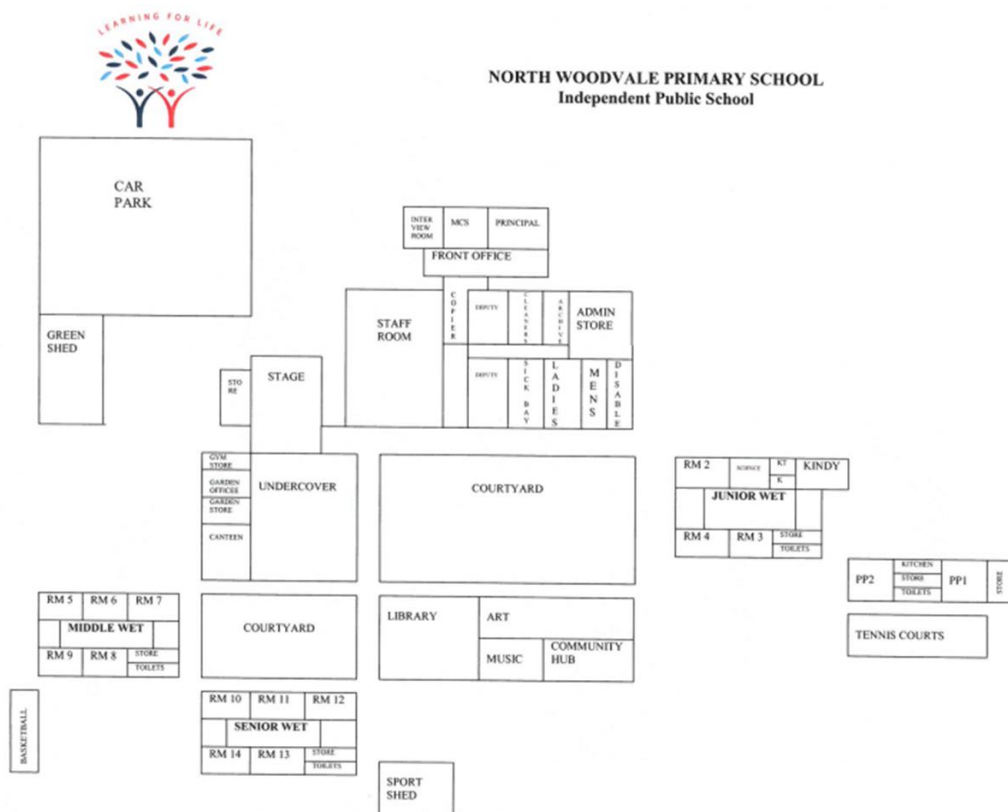 LEARNING FOR LIFE
NORTH WOODVALE PRIMARY SCHOOL
Independent Public School
CAR
PARK
INTER
VIEW
ROOM
MCS
PRINCIPAL
FRONT OFFICE
GREEN
SHED
STAFF
ROOM
COPIER
DEPUTY
CLEANERS
ARCHIVE
ADMIN
STORE
STO
RE
STAGE
DEPUTY
SICK BAY
LADIES
MENS
DISABLE
GYM
STORE
GARDEN
OFFICEE
GARDEN
STORE
CANTEEN
UNDERCOVER
COURTYARD
RM 2
SCIENCE
KT
K
KINDY
JUNIOR WET
RM 4
RM 3
STORE
TOILETS
PP2
KITCHEN
STORE
TOILETS
PP1
STORE
RM 5
RM 6
RM 7
MIDDLE WET
RM 9
RM 8
STORE
TOILETS
COURTYARD
LIBRARY
ART
MUSIC
COMMUNITY
HUB
TENNIS COURTS
BASKETBALL
RM 10
RM 11
RM 12
SENIOR WET
RM 14
RM 13
STORE
TOILETS
SPORT
SHED